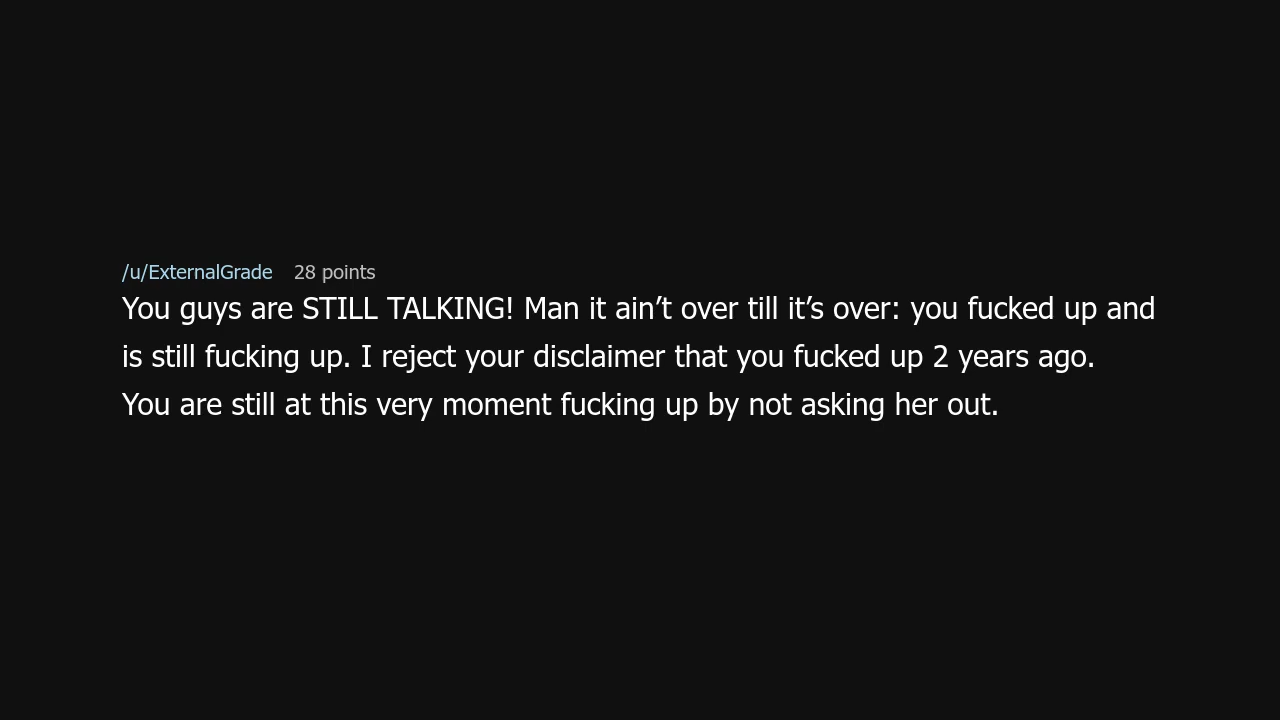 /u/ExternalGrade 28 points
You guys are STILL TALKING! Man it ain’t over till it’s over: you fucked up and
is still fucking up. I reject your disclaimer that you fucked up 2 years ago.
You are still at this very moment fucking up by not asking her out.